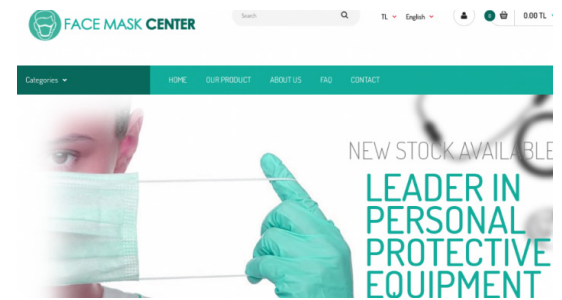 FACE MASK CENTER
Search
TL
English
0
0.00 TL
Categories
HOME
OUR PRODUCT
ABOUT US
FAQ
CONTACT
NEW STOCK AVAILABLE
LEADER IN
PERSONAL
PROTECTIVE
EQUIPMENT